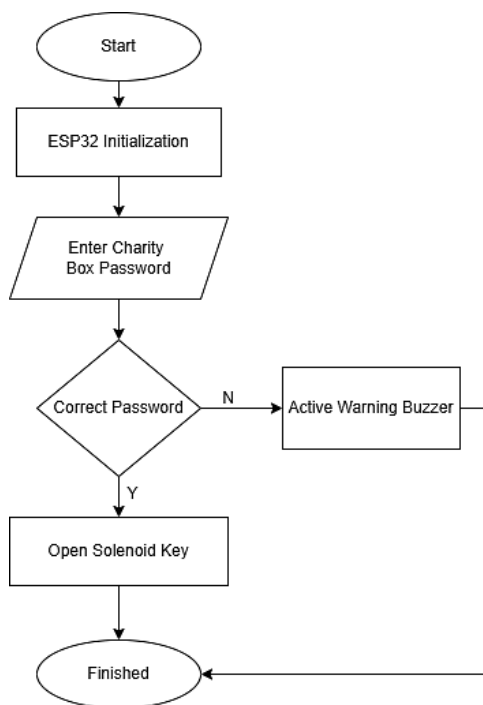 Start
ESP32 Initialization
Enter Charity
Box Password
Correct Password
N
Active Warning Buzzer
Y
Open Solenoid Key
Finished